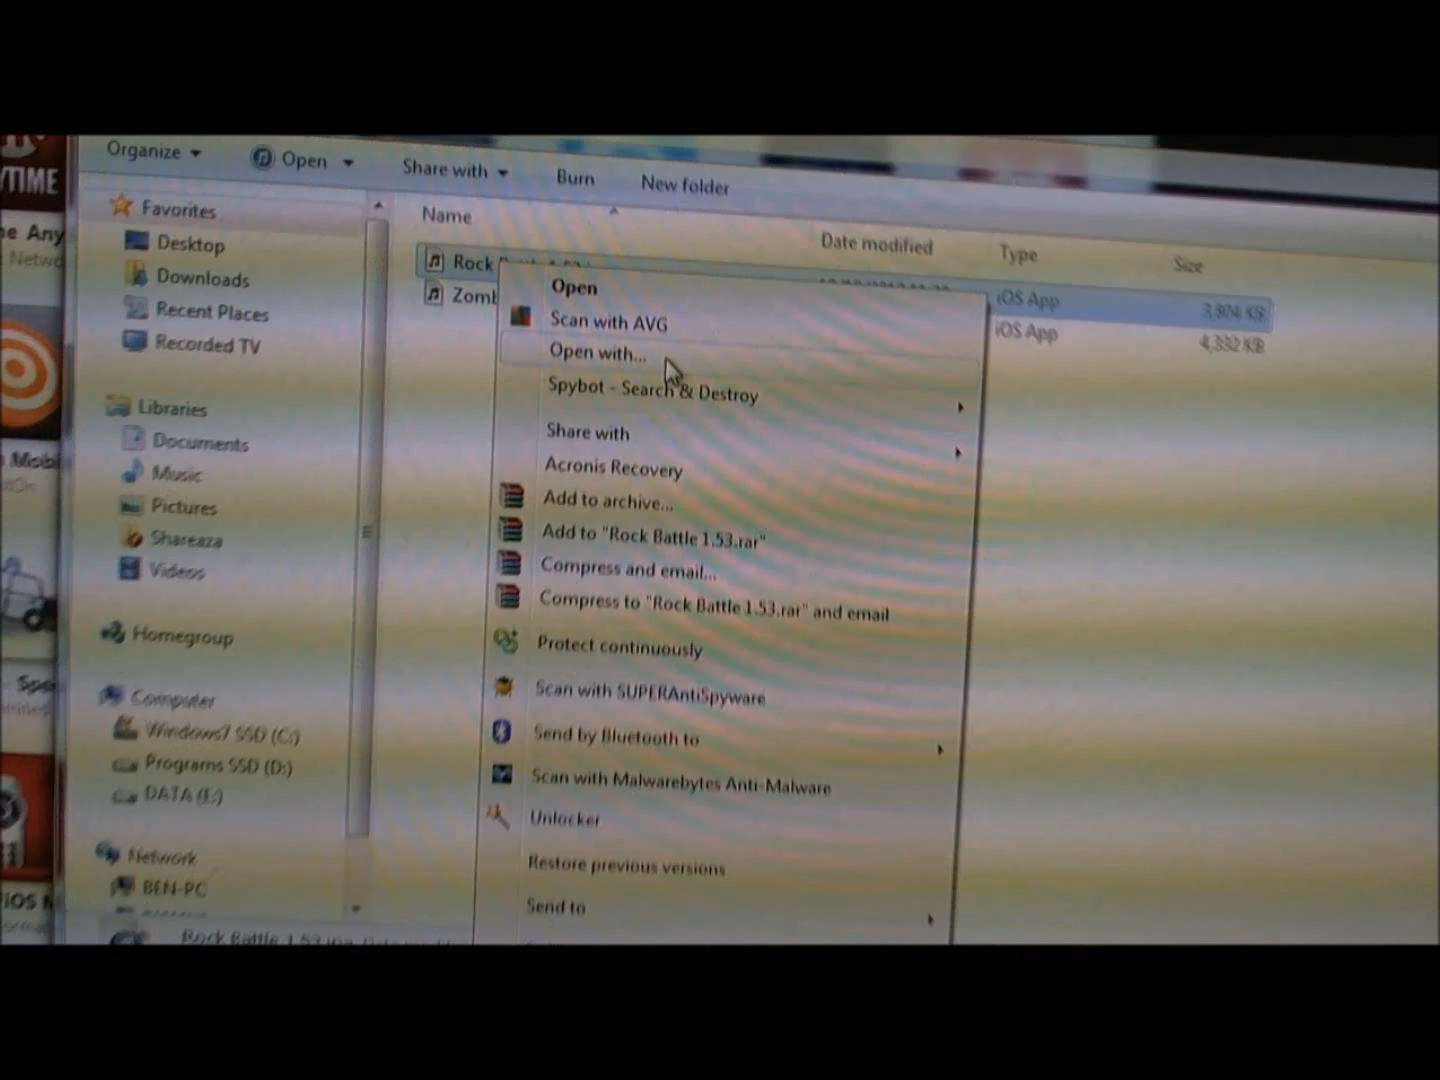 Organize Open Share with Burn New folder
YTIME
Name Date modified Type Size
Favorites
Desktop
Downloads
Recent Places
Recorded TV
Libraries
Documents
Music
Pictures
Shareaza
Videos
Homegroup
Computer
Windows7 SSD (C:)
Programs SSD (D:)
DATA (E:)
Network
BEN-PC
Rock iOS App 3,804 KB
Zomb iOS App 4,332 KB
Open
Scan with AVG
Open with...
Spybot - Search & Destroy
Share with
Acronis Recovery
Add to archive...
Add to "Rock Battle 1.53.rar"
Compress and email...
Compress to "Rock Battle 1.53.rar" and email
Protect continuously
Scan with SUPERAntiSpyware
Send by Bluetooth to
Scan with Malwarebytes Anti-Malware
Unlocker
Restore previous versions
Send to
Rock Battle 1.53.ipa
e Any
Netwo
Mobi
iOS